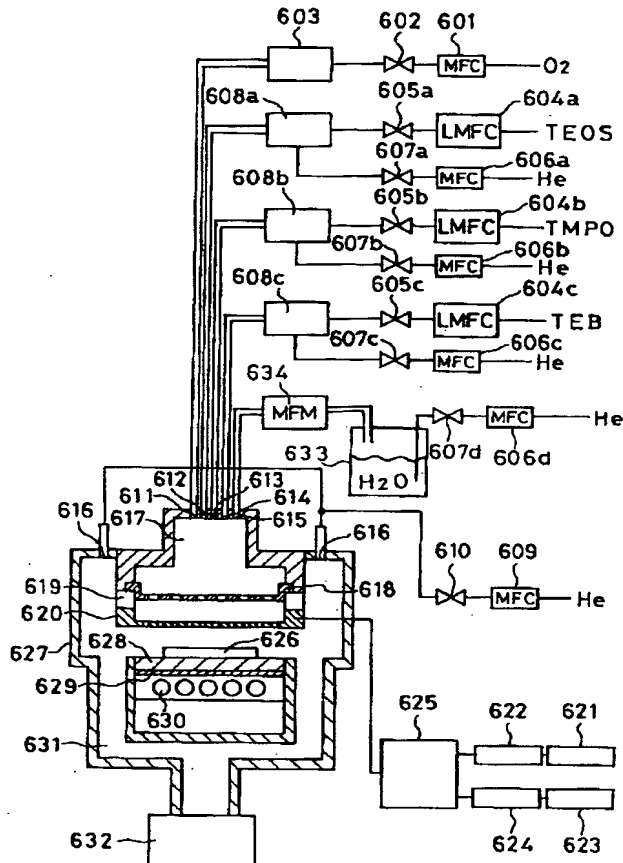 603
602
601
MFC
O2
608a
605a
604a
LMFC
TEOS
607a
606a
MFC
He
608b
605b
604b
LMFC
TMPO
607b
606b
MFC
He
608c
605c
604c
LMFC
TEB
607c
606c
MFC
He
634
MFM
633
H2O
607d
MFC
606d
He
612
613
611
614
617
615
616
616
610
609
MFC
He
619
618
620
626
627
628
629
630
625
622
621
631
624
623
632